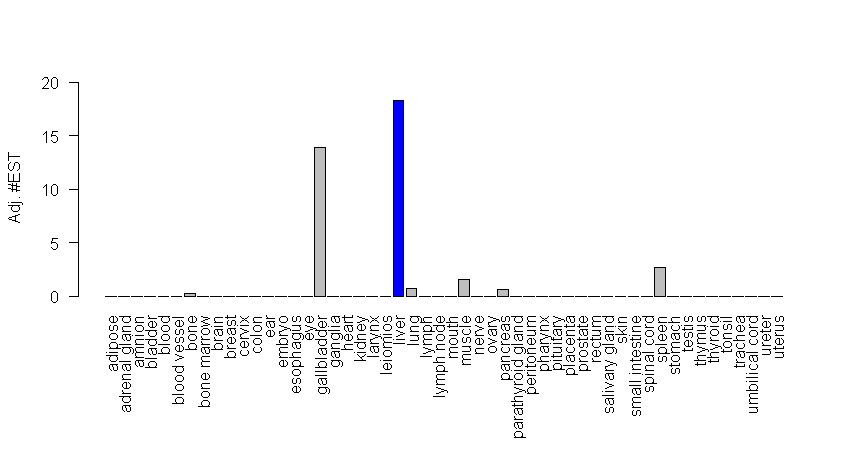 Adj. #EST
20
15
10
5
0
adipose
adrenal gland
amnion
bladder
blood
blood vessel
bone
bone marrow
brain
breast
cervix
colon
ear
embryo
esophagus
eye
gallbladder
ganglia
heart
kidney
larynx
leiomios
liver
lung
lymph
lymph node
mouth
muscle
nerve
ovary
pancreas
parathyroid gland
peritoneum
pharynx
pituitary
placenta
prostate
rectum
salivary gland
skin
small intestine
spinal cord
spleen
stomach
testis
thymus
thyroid
tonsil
trachea
umbilical cord
ureter
uterus